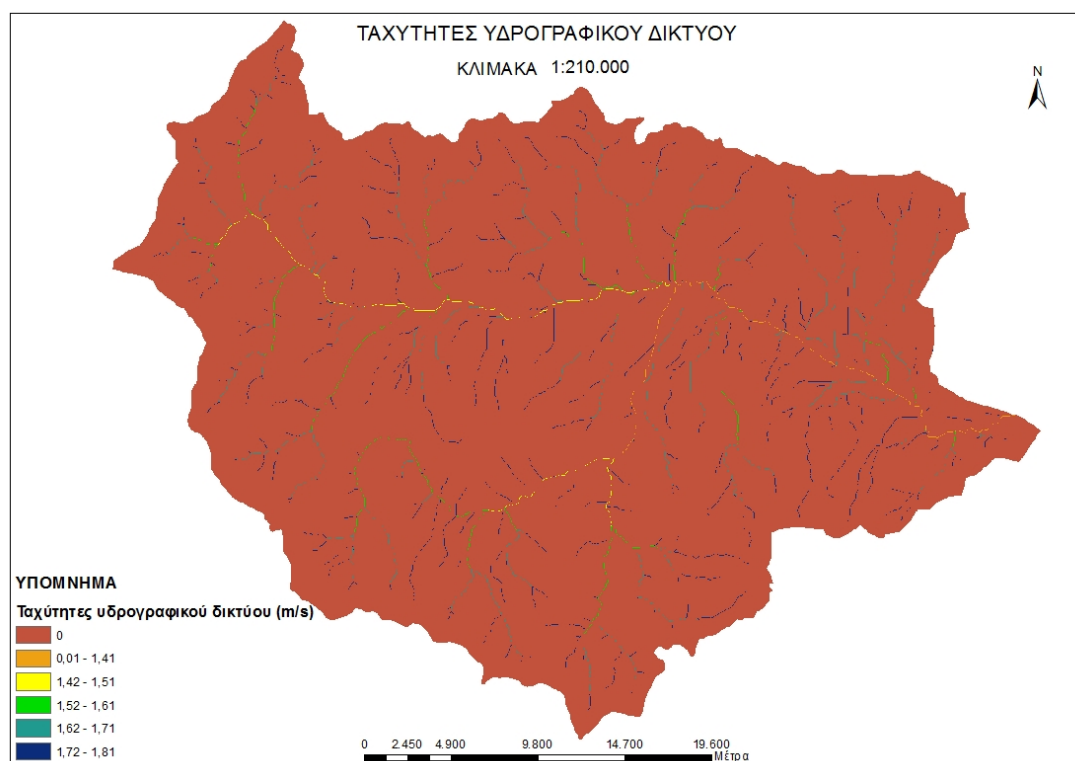 ΤΑΧΥΤΗΤΕΣ ΥΔΡΟΓΡΑΦΙΚΟΥ ΔΙΚΤΥΟΥ
ΚΛΙΜΑΚΑ 1:210.000
N
ΥΠΟΜΝΗΜΑ
Ταχύτητες υδρογραφικού δικτύου (m/s)
0
0,01 - 1,41
1,42 - 1,51
1,52 - 1,61
1,62 - 1,71
1,72 - 1,81
0 2.450 4.900 9.800 14.700 19.600
Μέτρα